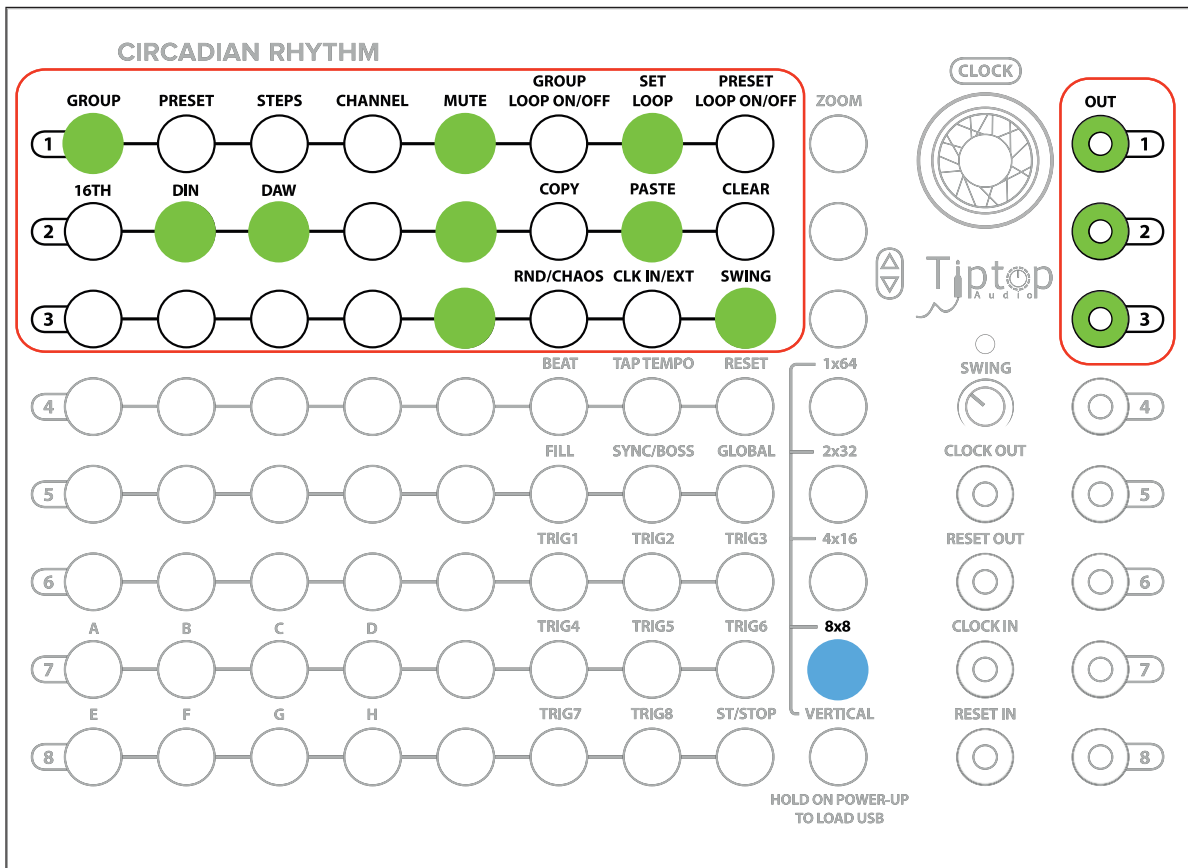 CIRCADIAN RHYTHM
CLOCK
GROUP PRESET STEPS CHANNEL MUTE GROUP LOOP ON/OFF SET LOOP PRESET LOOP ON/OFF ZOOM OUT
1 1
16TH DIN DAW COPY PASTE CLEAR
2 2
Tiptop
Audio
RND/CHAOS CLK IN/EXT SWING
3 3
BEAT TAP TEMPO RESET 1x64 SWING
4 4
FILL SYNC/BOSS GLOBAL 2x32 CLOCK OUT
5 5
TRIG1 TRIG2 TRIG3 4x16 RESET OUT
6 6
A B C D TRIG4 TRIG5 TRIG6 8x8 CLOCK IN
7 7
E F G H TRIG7 TRIG8 ST/STOP VERTICAL RESET IN
8 8
HOLD ON POWER-UP
TO LOAD USB